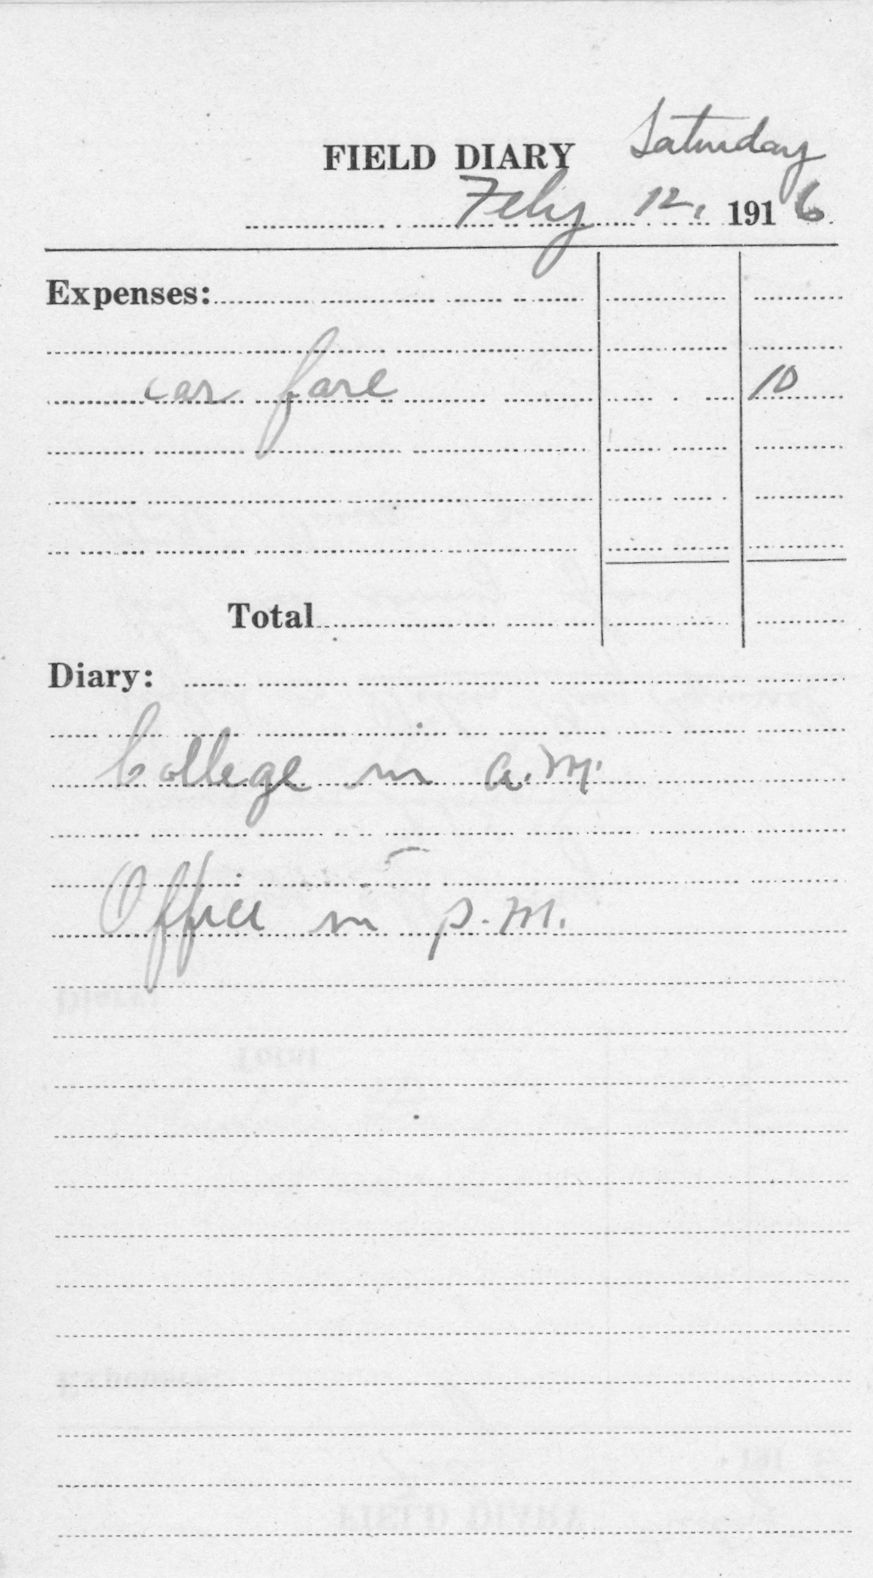 FIELD DIARY Saturday
Feby 12, 1916
Expenses:
car fare 10
Total
Diary:
College in a.m.
Office in p.m.